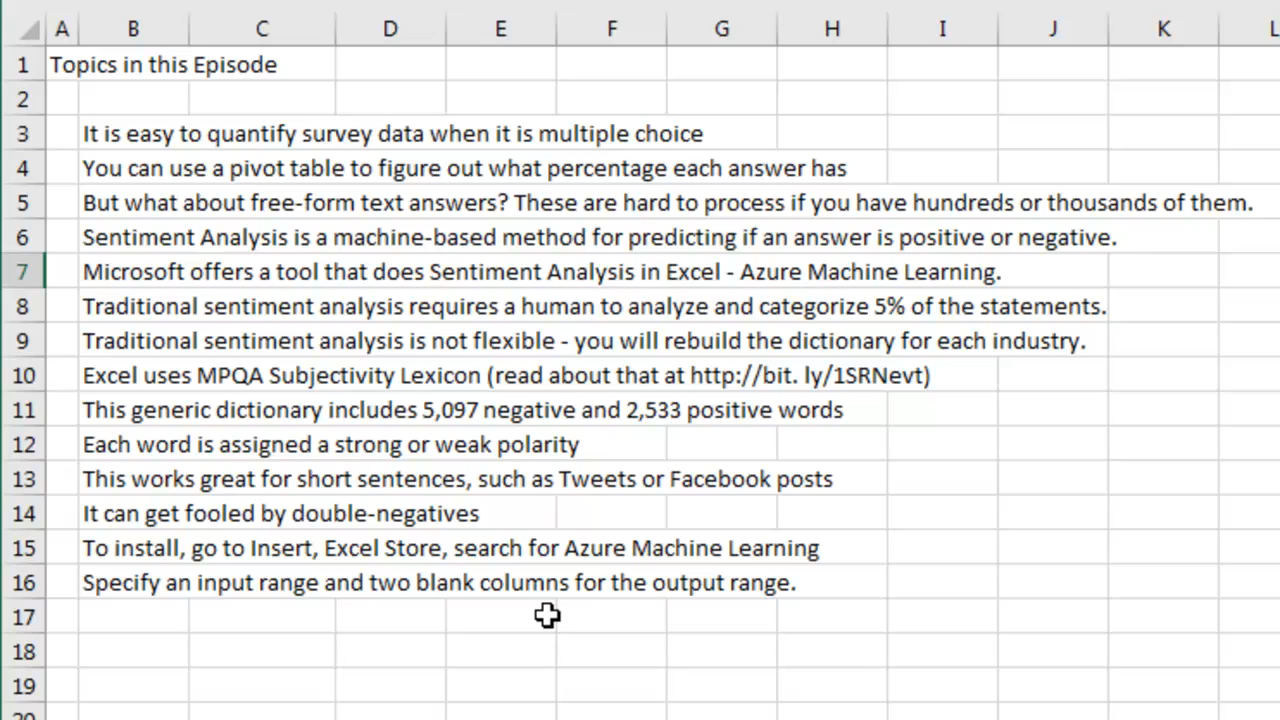 A B C D E F G H I J K L
1 Topics in this Episode
2
3 It is easy to quantify survey data when it is multiple choice
4 You can use a pivot table to figure out what percentage each answer has
5 But what about free-form text answers? These are hard to process if you have hundreds or thousands of them.
6 Sentiment Analysis is a machine-based method for predicting if an answer is positive or negative.
7 Microsoft offers a tool that does Sentiment Analysis in Excel - Azure Machine Learning.
8 Traditional sentiment analysis requires a human to analyze and categorize 5% of the statements.
9 Traditional sentiment analysis is not flexible - you will rebuild the dictionary for each industry.
10 Excel uses MPQA Subjectivity Lexicon (read about that at http://bit. ly/1SRNevt)
11 This generic dictionary includes 5,097 negative and 2,533 positive words
12 Each word is assigned a strong or weak polarity
13 This works great for short sentences, such as Tweets or Facebook posts
14 It can get fooled by double-negatives
15 To install, go to Insert, Excel Store, search for Azure Machine Learning
16 Specify an input range and two blank columns for the output range.
17
18
19
20